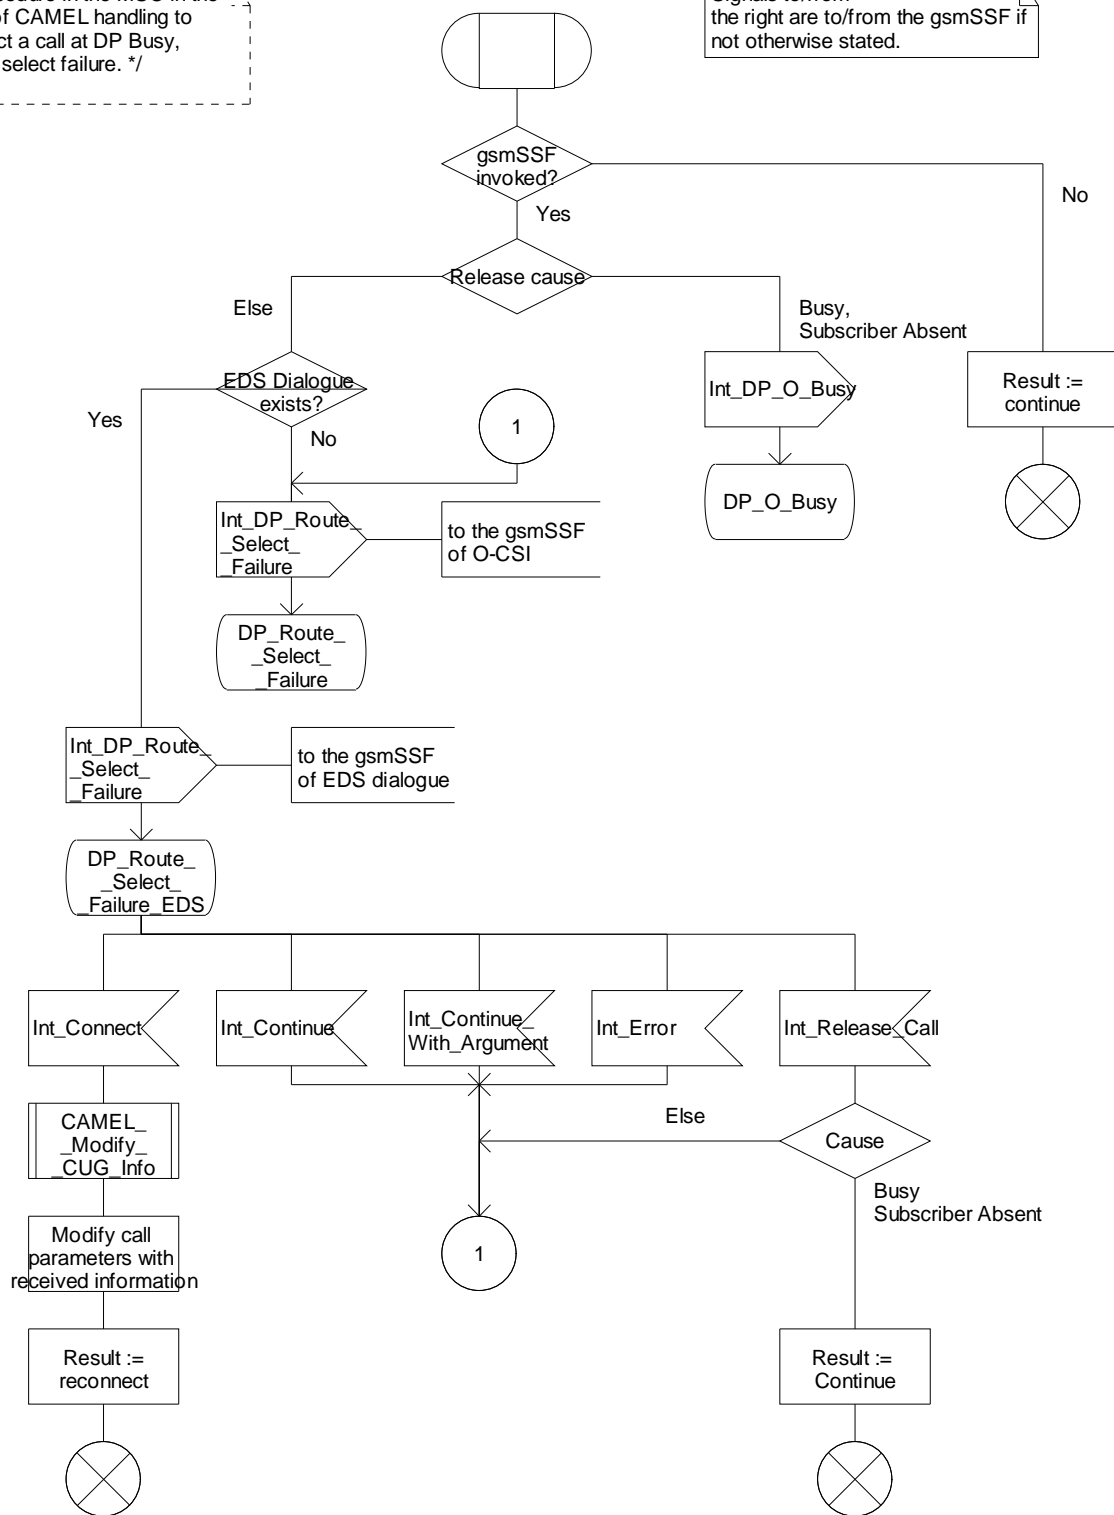 of CAMEL handling to
ct a call at DP Busy,
select failure. */
the right are to/from the gsmSSF if
not otherwise stated.
gsmSSF
invoked?
No
Yes
Release cause
Else
Busy,
Subscriber Absent
EDS Dialogue
exists?
Int_DP_O_Busy
Result :=
continue
Yes
No
1
DP_O_Busy
Int_DP_Route_
_Select_
_Failure
to the gsmSSF
of O-CSI
DP_Route_
_Select_
_Failure
Int_DP_Route_
_Select_
_Failure
to the gsmSSF
of EDS dialogue
DP_Route_
_Select_
_Failure_EDS
Int_Connect
Int_Continue
Int_Continue_
With_Argument
Int_Error
Int_Release_Call
CAMEL_
_Modify_
_CUG_Info
Else
Cause
Busy
Subscriber Absent
Modify call
parameters with
received information
1
Result :=
reconnect
Result :=
Continue